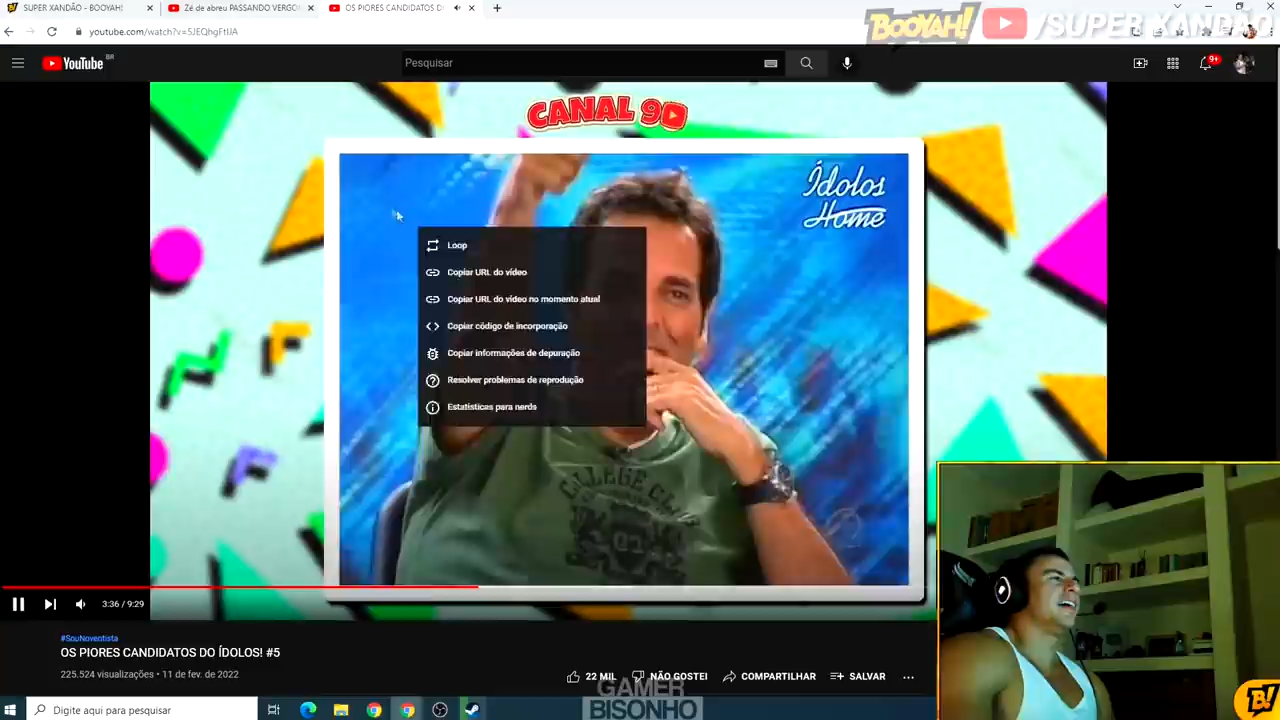 SUPER XANDÃO - BOOYAH!
Zé de abreu PASSANDO VERGON
OS PIORES CANDIDATOS D
youtube.com/watch?v=5JEQhgFtIJA
BOOYAH!
/SUPER XANDÃO
YouTube BR
Pesquisar
9+
CANAL 90
Ídolos
Home
Loop
Copiar URL do vídeo
Copiar URL do vídeo no momento atual
Copiar código de incorporação
Copiar informações de depuração
Resolver problemas de reprodução
Estatísticas para nerds
COLLEGE CLUB
3:36 / 9:29
#SouNoventista
OS PIORES CANDIDATOS DO ÍDOLOS! #5
225.524 visualizações • 11 de fev. de 2022
22 MIL
NÃO GOSTEI
COMPARTILHAR
SALVAR
GAMER
BISONHO
Digite aqui para pesquisar
B!